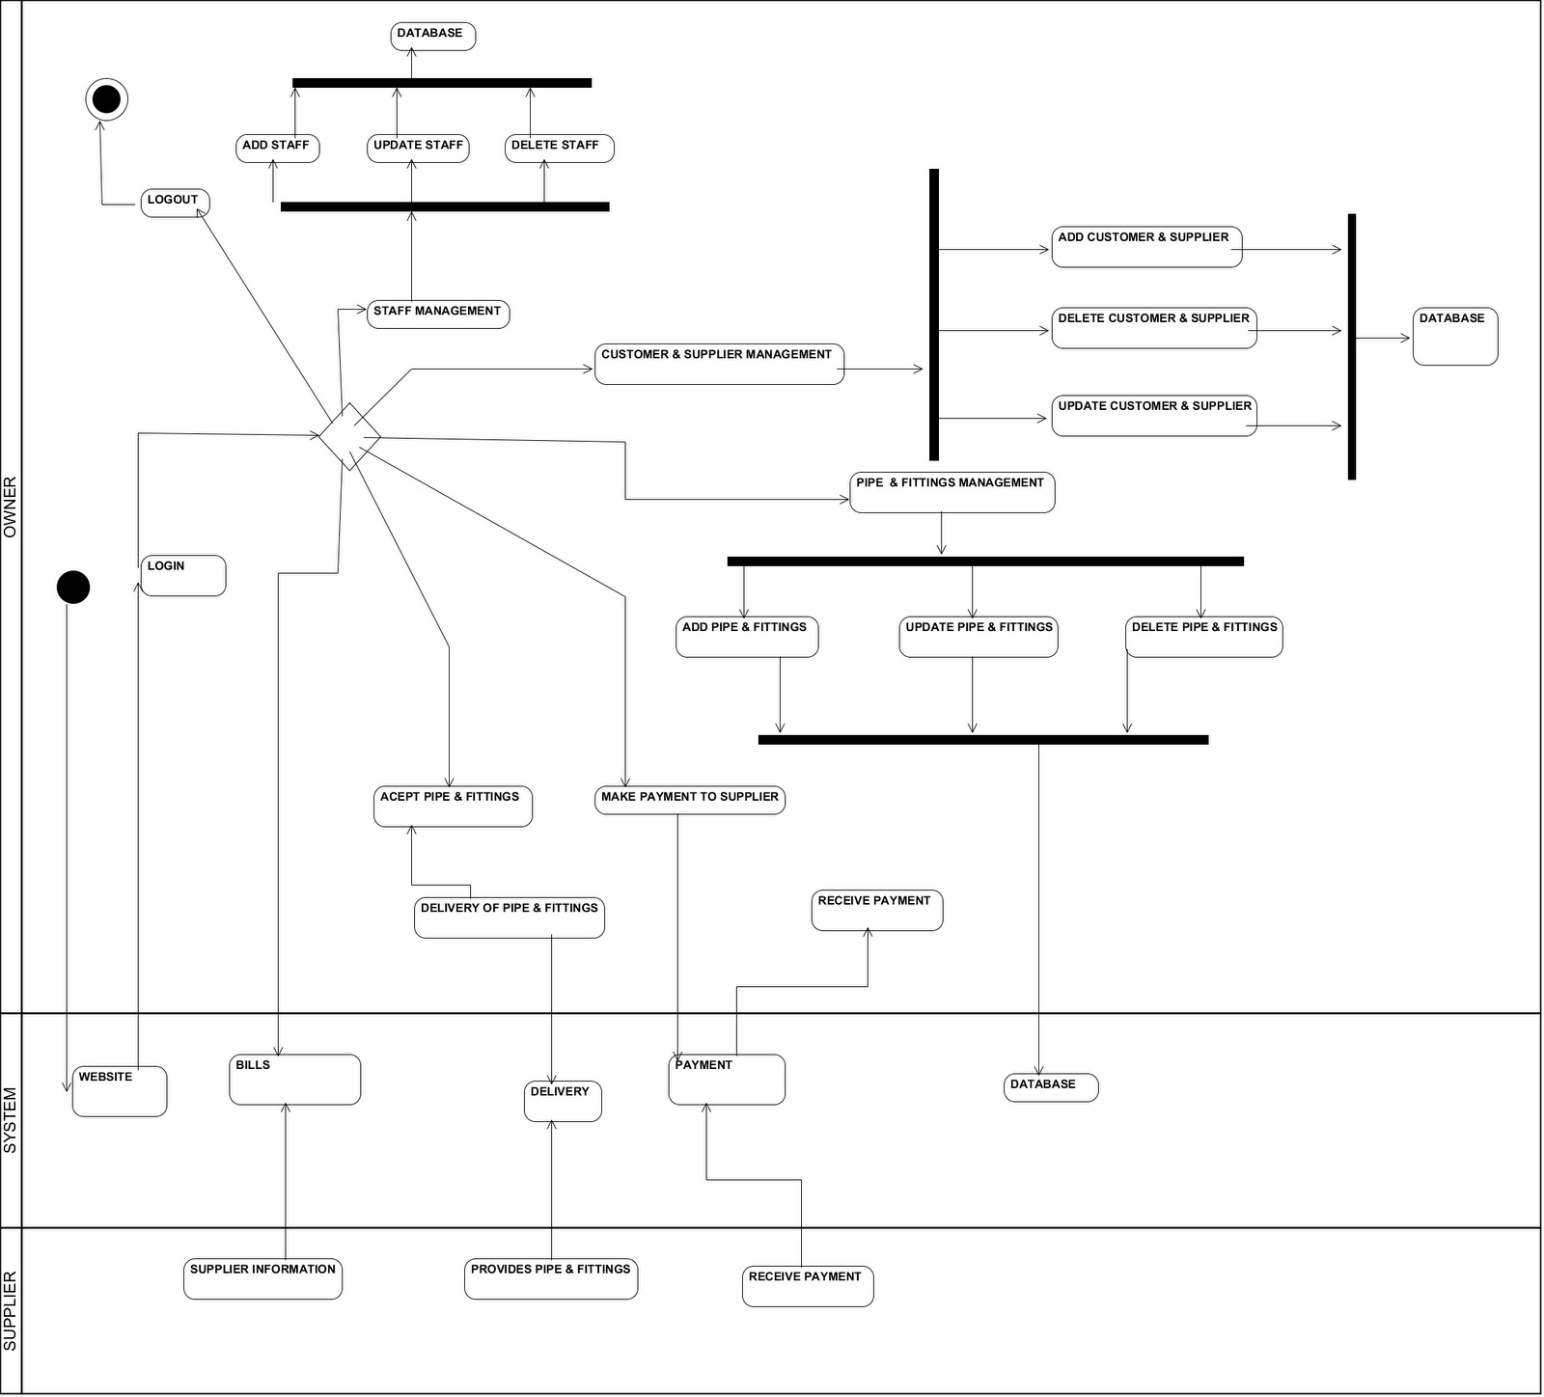 OWNER
DATABASE
ADD STAFF
UPDATE STAFF
DELETE STAFF
LOGOUT
STAFF MANAGEMENT
CUSTOMER & SUPPLIER MANAGEMENT
ADD CUSTOMER & SUPPLIER
DELETE CUSTOMER & SUPPLIER
DATABASE
UPDATE CUSTOMER & SUPPLIER
PIPE & FITTINGS MANAGEMENT
LOGIN
ADD PIPE & FITTINGS
UPDATE PIPE & FITTINGS
DELETE PIPE & FITTINGS
ACEPT PIPE & FITTINGS
MAKE PAYMENT TO SUPPLIER
DELIVERY OF PIPE & FITTINGS
RECEIVE PAYMENT
SYSTEM
WEBSITE
BILLS
DELIVERY
PAYMENT
DATABASE
SUPPLIER
SUPPLIER INFORMATION
PROVIDES PIPE & FITTINGS
RECEIVE PAYMENT